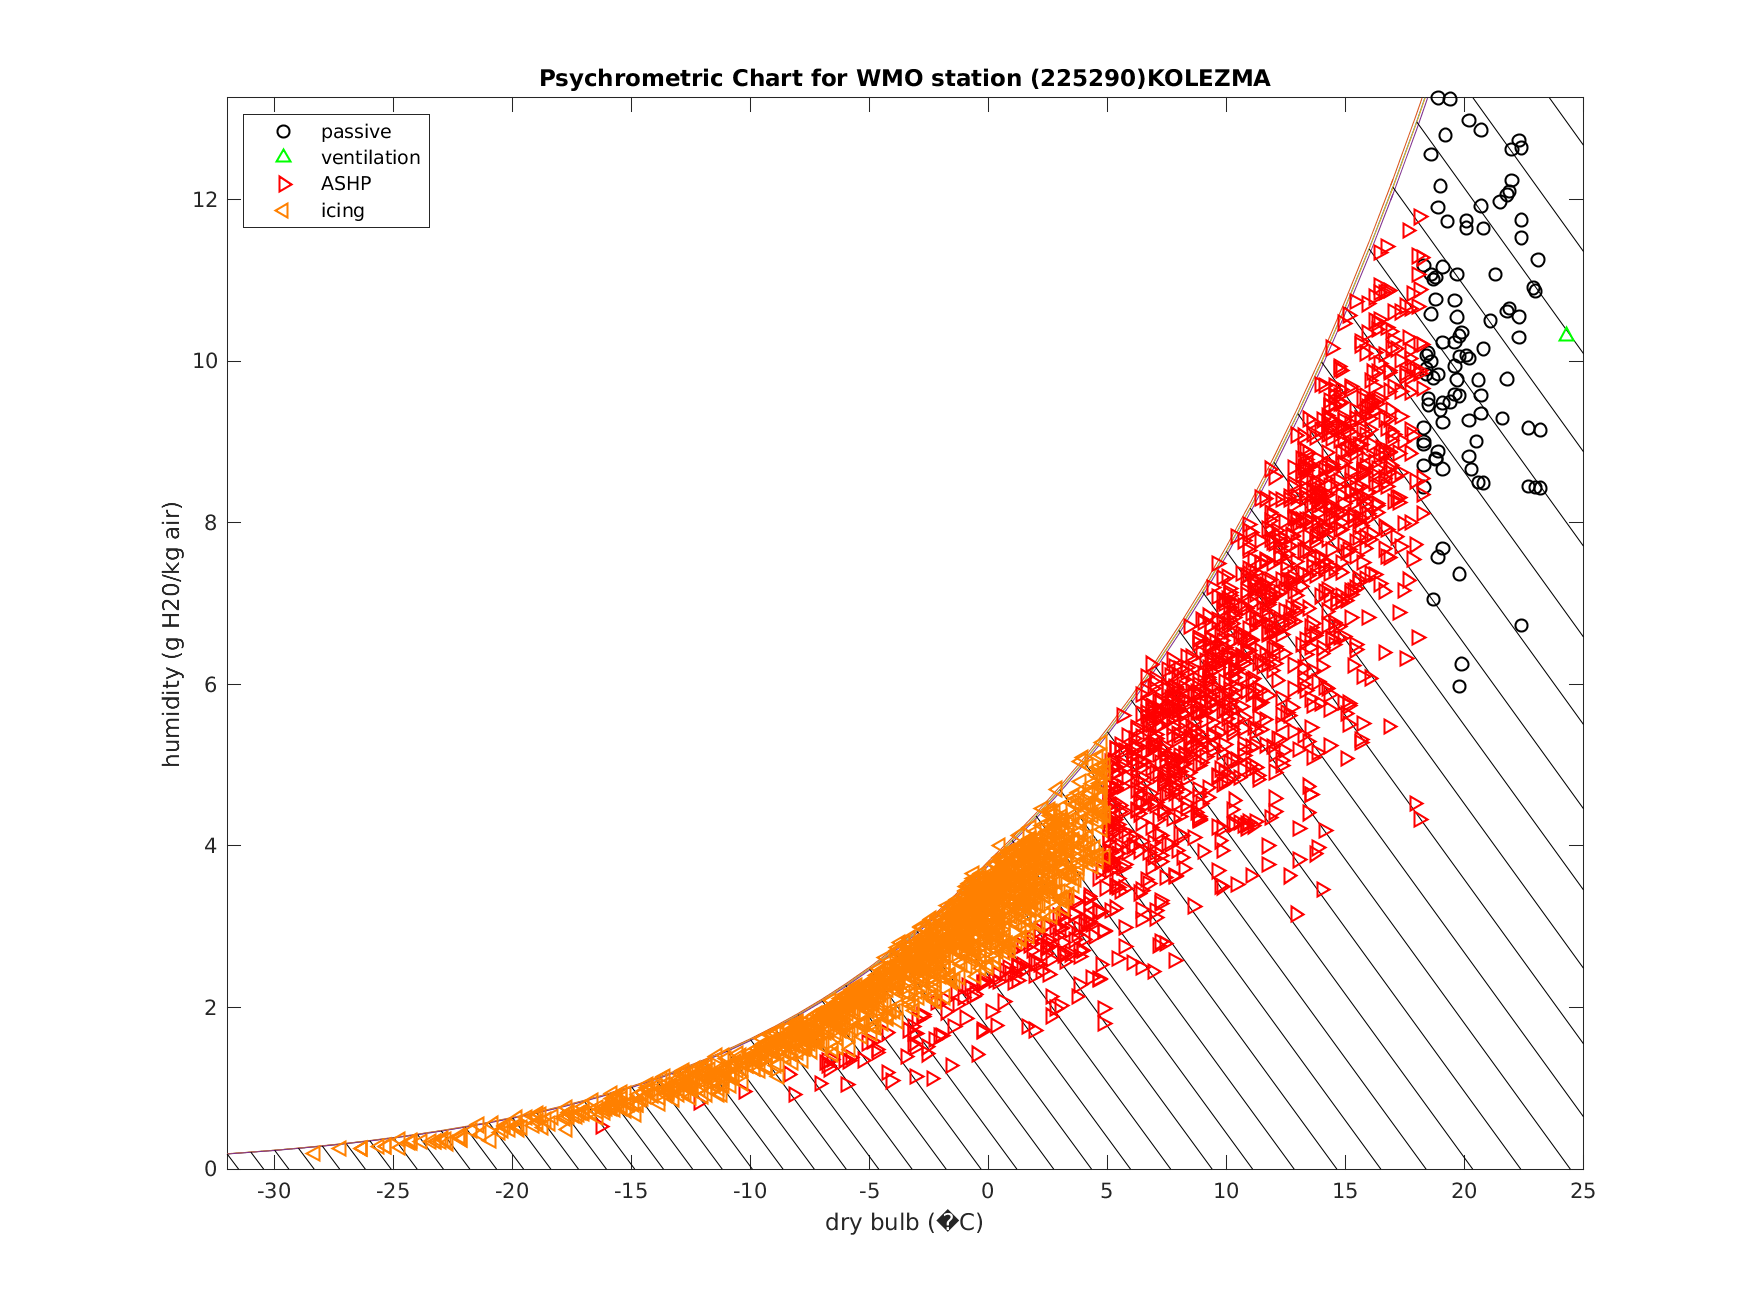 Psychrometric Chart for WMO station (225290)KOLEZMA
passive
ventilation
ASHP
icing
humidity (g H20/kg air)
12
10
8
6
4
2
0
-30 -25 -20 -15 -10 -5 0 5 10 15 20 25
dry bulb (�C)